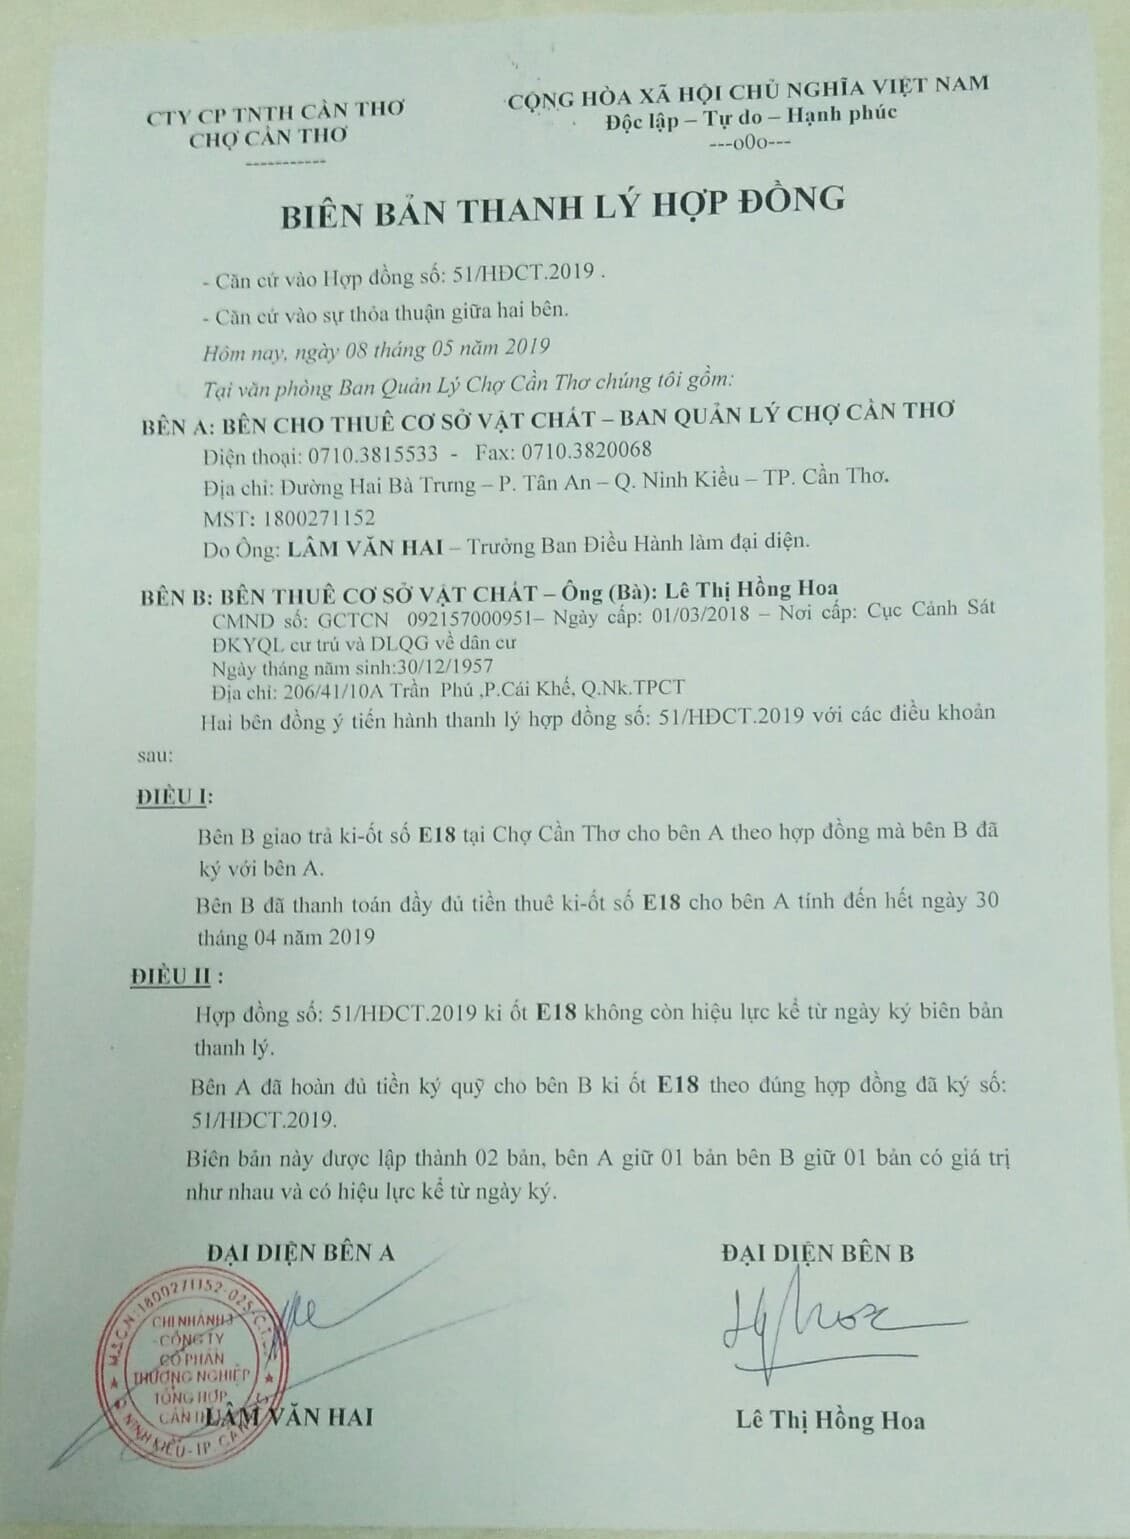 CTY CP TNTH CẦN THƠ
CHỢ CẦN THƠ
-----------
CỘNG HÒA XÃ HỘI CHỦ NGHĨA VIỆT NAM
Độc lập – Tự do – Hạnh phúc
---o0o---
BIÊN BẢN THANH LÝ HỢP ĐỒNG
- Căn cứ vào Hợp đồng số: 51/HĐCT.2019 .
- Căn cứ vào sự thỏa thuận giữa hai bên.
Hôm nay, ngày 08 tháng 05 năm 2019
Tại văn phòng Ban Quản Lý Chợ Cần Thơ chúng tôi gồm:
BÊN A: BÊN CHO THUÊ CƠ SỞ VẬT CHẤT – BAN QUẢN LÝ CHỢ CẦN THƠ
Điện thoại: 0710.3815533 - Fax: 0710.3820068
Địa chỉ: Đường Hai Bà Trưng – P. Tân An – Q. Ninh Kiều – TP. Cần Thơ.
MST: 1800271152
Do Ông: LÂM VĂN HAI – Trưởng Ban Điều Hành làm đại diện.
BÊN B: BÊN THUÊ CƠ SỞ VẬT CHẤT – Ông (Bà): Lê Thị Hồng Hoa
CMND số: GCTCN 092157000951– Ngày cấp: 01/03/2018 – Nơi cấp: Cục Cảnh Sát
ĐKYQL cư trú và DLQG về dân cư
Ngày tháng năm sinh:30/12/1957
Địa chỉ: 206/41/10A Trần Phú ,P.Cái Khế, Q.Nk.TPCT
Hai bên đồng ý tiến hành thanh lý hợp đồng số: 51/HĐCT.2019 với các điều khoản
sau:
ĐIỀU I:
Bên B giao trả ki-ốt số E18 tại Chợ Cần Thơ cho bên A theo hợp đồng mà bên B đã
ký với bên A.
Bên B đã thanh toán đầy đủ tiền thuê ki-ốt số E18 cho bên A tính đến hết ngày 30
tháng 04 năm 2019
ĐIỀU II :
Hợp đồng số: 51/HĐCT.2019 ki ốt E18 không còn hiệu lực kể từ ngày ký biên bản
thanh lý.
Bên A đã hoàn đủ tiền ký quỹ cho bên B ki ốt E18 theo đúng hợp đồng đã ký số:
51/HĐCT.2019.
Biên bản này được lập thành 02 bản, bên A giữ 01 bản bên B giữ 01 bản có giá trị
như nhau và có hiệu lực kể từ ngày ký.
ĐẠI DIỆN BÊN A
ĐẠI DIỆN BÊN B
M.S.C.N: 1800271152-025
CHI NHÁNH
CÔNG TY
CỔ PHẦN
THƯƠNG NGHIỆP
TỔNG HỢP
CẦN
Q. NINH KIỀU - TP. CẦN
Hoa
LÂM VĂN HAI
Lê Thị Hồng Hoa